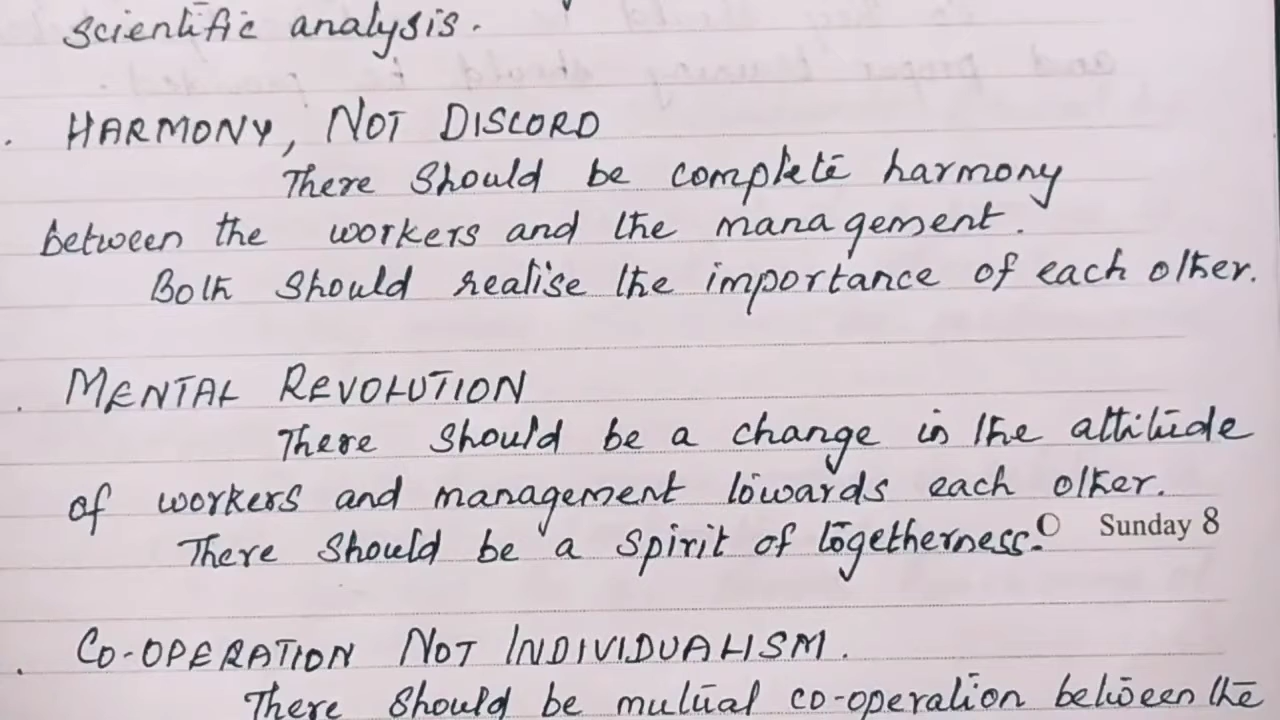 scientific analysis.
. HARMONY, NOT DISCORD
There should be complete harmony
between the workers and the management.
Both should realise the importance of each other.
. MENTAL REVOLUTION
There should be a change in the attitude
of workers and management towards each other.
There should be a spirit of togetherness.
Sunday 8
. CO-OPERATION NOT INDIVIDUALISM.
There should be mutual co-operation between the